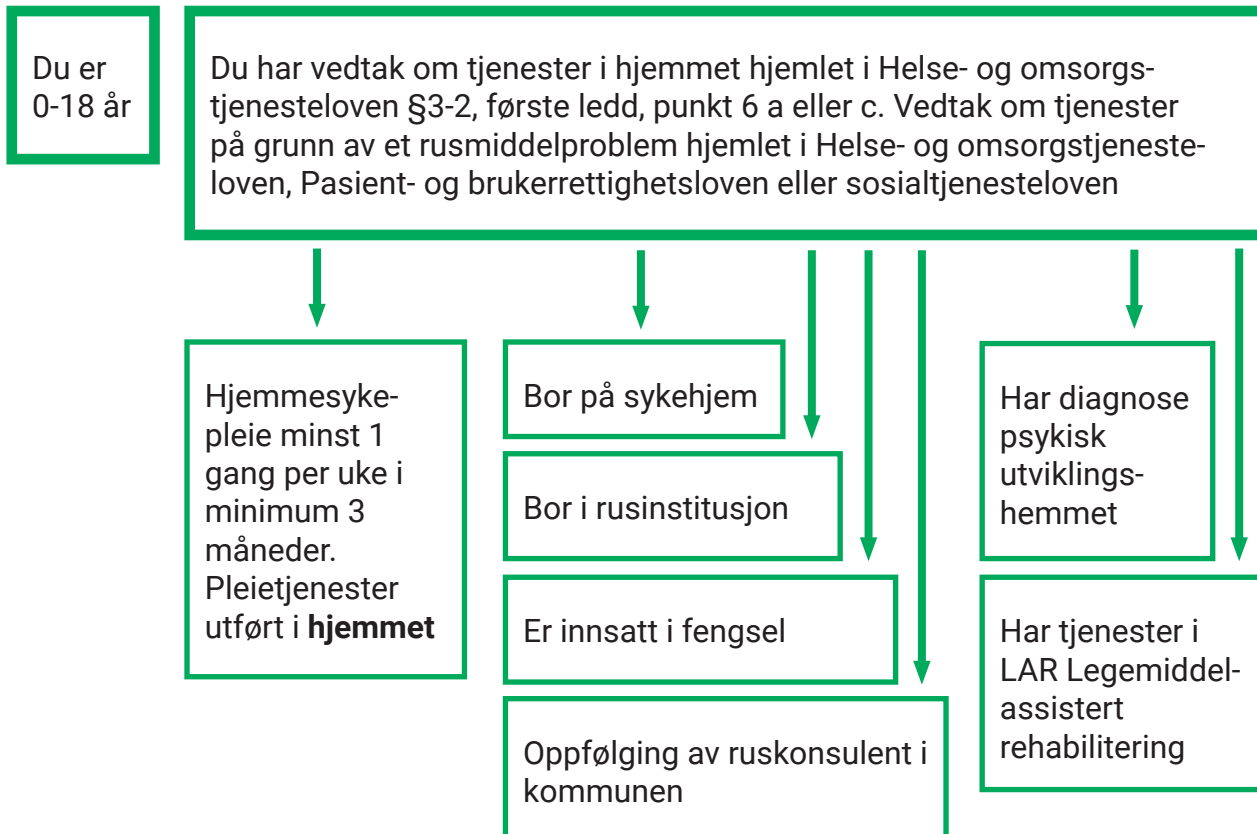 Du er
0-18 år
Du har vedtak om tjenester i hjemmet hjemlet i Helse- og omsorgs-
tjenesteloven §3-2, første ledd, punkt 6 a eller c. Vedtak om tjenester
på grunn av et rusmiddelproblem hjemlet i Helse- og omsorgstjeneste-
loven, Pasient- og brukerrettighetsloven eller sosialtjenesteloven
Hjemmesyke-
pleie minst 1
gang per uke i
minimum 3
måneder.
Pleietjenester
utført i hjemmet
Bor på sykehjem
Bor i rusinstitusjon
Er innsatt i fengsel
Oppfølging av ruskonsulent i
kommunen
Har diagnose
psykisk
utviklings-
hemmet
Har tjenester i
LAR Legemiddel-
assistert
rehabilitering